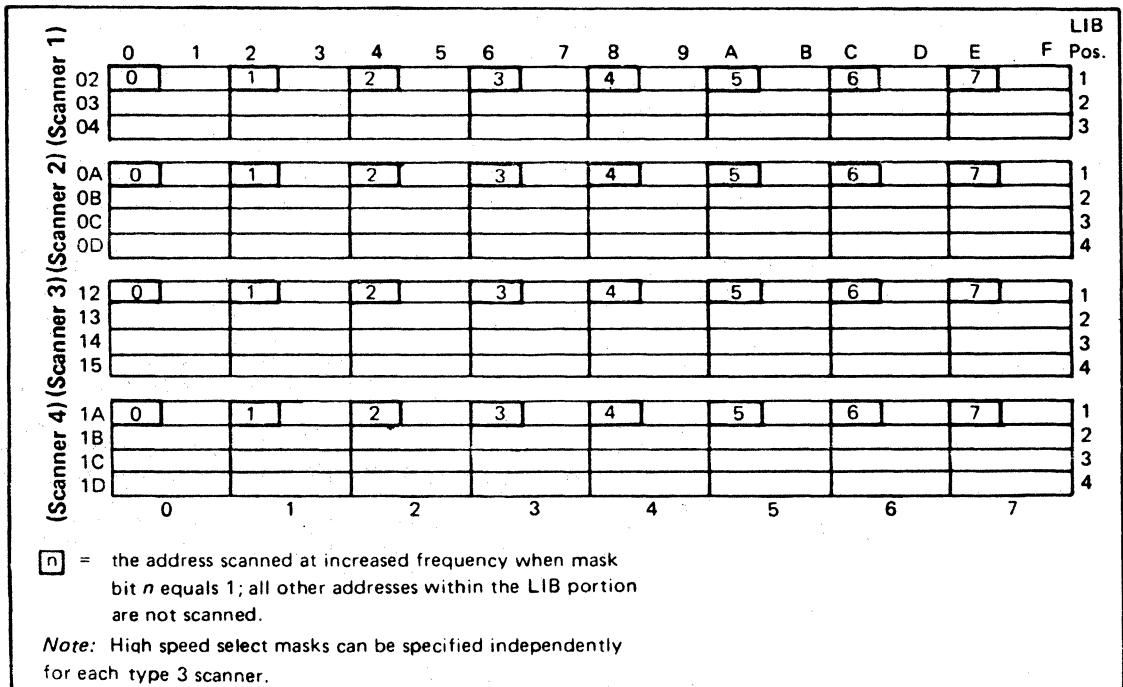 LIB
0 1 2 3 4 5 6 7 8 9 A B C D E F Pos.
(Scanner 1)
02 0 1 2 3 4 5 6 7 1
03 2
04 3
(Scanner 2)
0A 0 1 2 3 4 5 6 7 1
0B 2
0C 3
0D 4
(Scanner 3)
12 0 1 2 3 4 5 6 7 1
13 2
14 3
15 4
(Scanner 4)
1A 0 1 2 3 4 5 6 7 1
1B 2
1C 3
1D 4
0 1 2 3 4 5 6 7
n = the address scanned at increased frequency when mask
bit n equals 1; all other addresses within the LIB portion
are not scanned.
Note: High speed select masks can be specified independently
for each type 3 scanner.